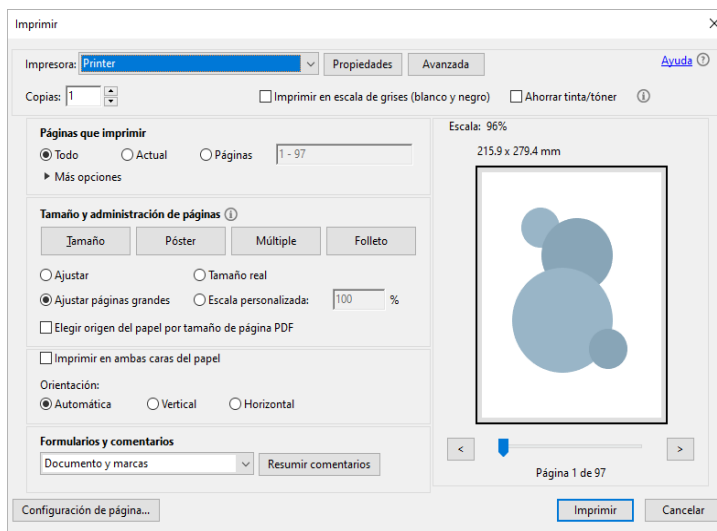 Imprimir
Impresora: Printer Propiedades Avanzada Ayuda
Copias: 1 Imprimir en escala de grises (blanco y negro) Ahorrar tinta/tóner
Páginas que imprimir
Todo Actual Páginas 1 - 97
Más opciones
Tamaño y administración de páginas
Tamaño Póster Múltiple Folleto
Ajustar Tamaño real
Ajustar páginas grandes Escala personalizada: 100 %
Elegir origen del papel por tamaño de página PDF
Imprimir en ambas caras del papel
Orientación:
Automática Vertical Horizontal
Formularios y comentarios
Documento y marcas Resumir comentarios
Escala: 96%
215.9 x 279.4 mm
< >
Página 1 de 97
Configuración de página... Imprimir Cancelar